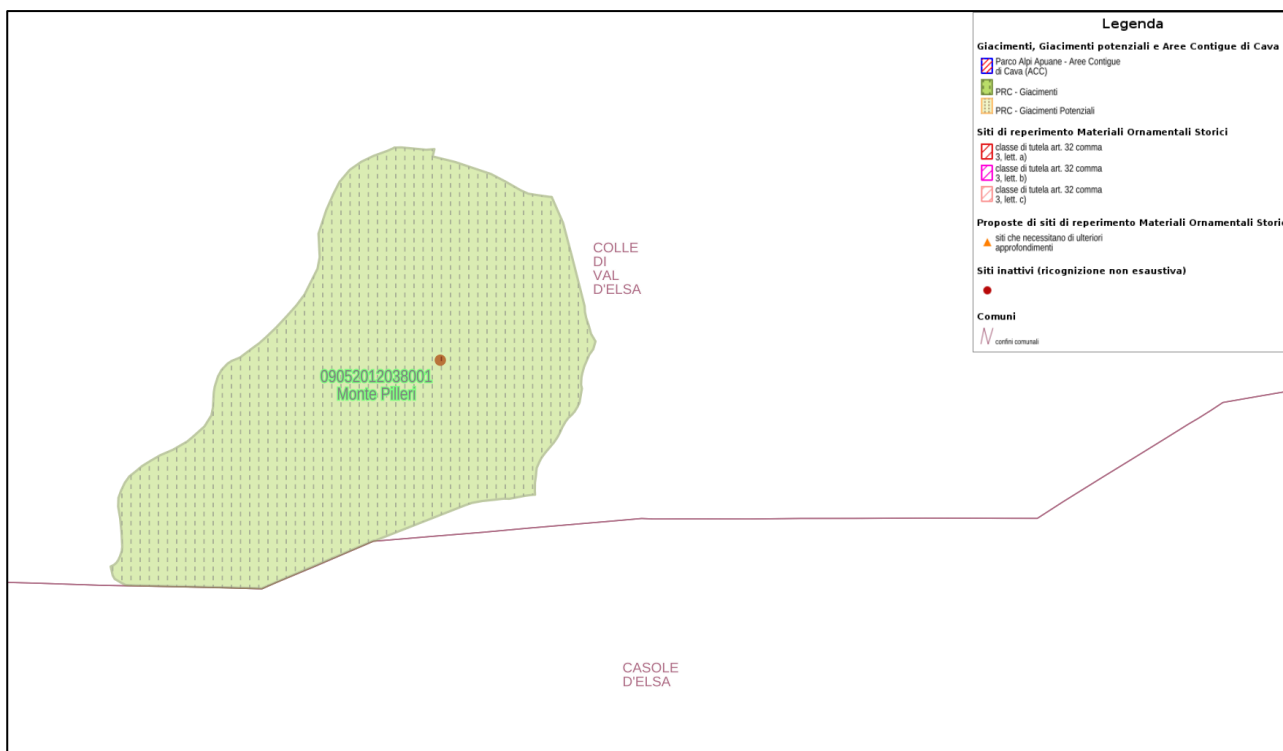 Legenda
Giacimenti, Giacimenti potenziali e Aree Contigue di Cava
Parco Alpi Apuane - Aree Contigue
di Cava (ACC)
PRC - Giacimenti
PRC - Giacimenti Potenziali
Siti di reperimento Materiali Ornamentali Storici
classe di tutela art. 32 comma
3, lett. a)
classe di tutela art. 32 comma
3, lett. b)
classe di tutela art. 32 comma
3, lett. c)
Proposte di siti di reperimento Materiali Ornamentali Storic
siti che necessitano di ulteriori
approfondimenti
Siti inattivi (ricognizione non esaustiva)
Comuni
confini comunali
COLLE
DI
VAL
D'ELSA
09052012038001
Monte Pilleri
CASOLE
D'ELSA